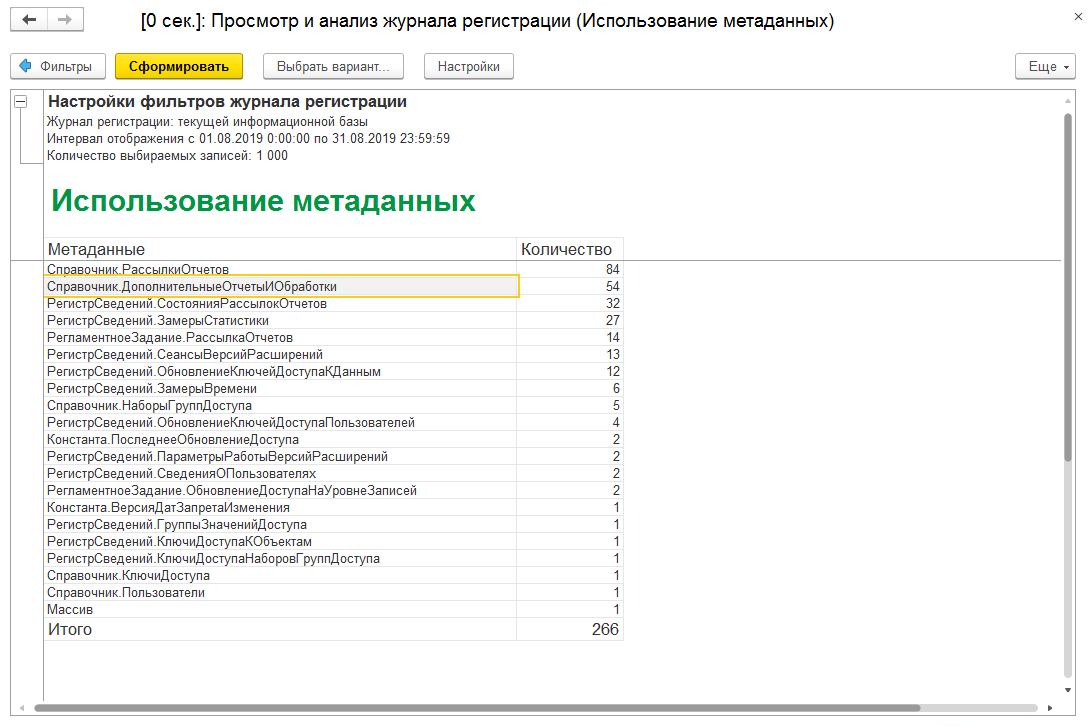 [0 сек.]: Просмотр и анализ журнала регистрации (Использование метаданных)
Фильтры Сформировать Выбрать вариант... Настройки Еще
Настройки фильтров журнала регистрации
Журнал регистрации: текущей информационной базы
Интервал отображения с 01.08.2019 0:00:00 по 31.08.2019 23:59:59
Количество выбираемых записей: 1 000
Использование метаданных
Метаданные Количество
Справочник.РассылкиОтчетов 84
Справочник.ДополнительныеОтчетыИОбработки 54
РегистрСведений.СостоянияРассылокОтчетов 32
РегистрСведений.ЗамерыСтатистики 27
РегламентноеЗадание.РассылкаОтчетов 14
РегистрСведений.СеансыВерсийРасширений 13
РегистрСведений.ОбновлениеКлючейДоступаКДанным 12
РегистрСведений.ЗамерыВремени 6
Справочник.НаборыГруппДоступа 5
РегистрСведений.ОбновлениеКлючейДоступаПользователей 4
Константа.ПоследнееОбновлениеДоступа 2
РегистрСведений.ПараметрыРаботыВерсийРасширений 2
РегистрСведений.СведенияОПользователях 2
РегламентноеЗадание.ОбновлениеДоступаНаУровнеЗаписей 2
Константа.ВерсияДатЗапретаИзменения 1
РегистрСведений.ГруппыЗначенийДоступа 1
РегистрСведений.КлючиДоступаКОбъектам 1
РегистрСведений.КлючиДоступаНаборовГруппДоступа 1
Справочник.КлючиДоступа 1
Справочник.Пользователи 1
Массив 1
Итого 266